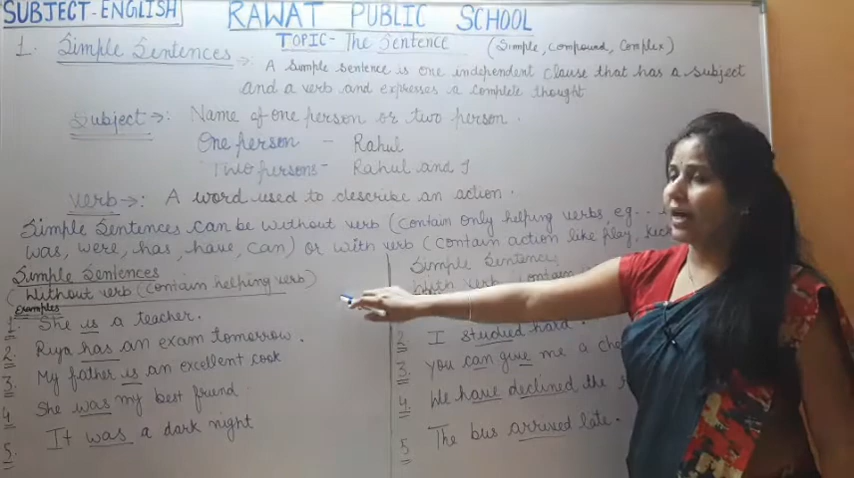 SUBJECT-ENGLISH
RAWAT PUBLIC SCHOOL
TOPIC- The Sentence (Simple, Compound, Complex)
1. Simple Sentences →:
A simple sentence is one independent clause that has a subject
and a verb and expresses a complete thought
Subject →: Name of one person or two person.
One person - Rahul
Two persons - Rahul and I
Verb →: A word used to describe an action.
Simple Sentences can be without verb (contain only helping verbs, eg...
was, were, has, have, can) or with verb (contain action like play, kick
Simple Sentences
(Without verb (contain helping verb)
Examples
1. She is a teacher.
2. Riya has an exam tomorrow.
3. My father is an excellent cook
4 She was my best friend
5. It was a dark night
Simple Sentenc
With verb
2. I studied hard.
3. You can give me a
4. We have declined the
5 The bus arrived late.